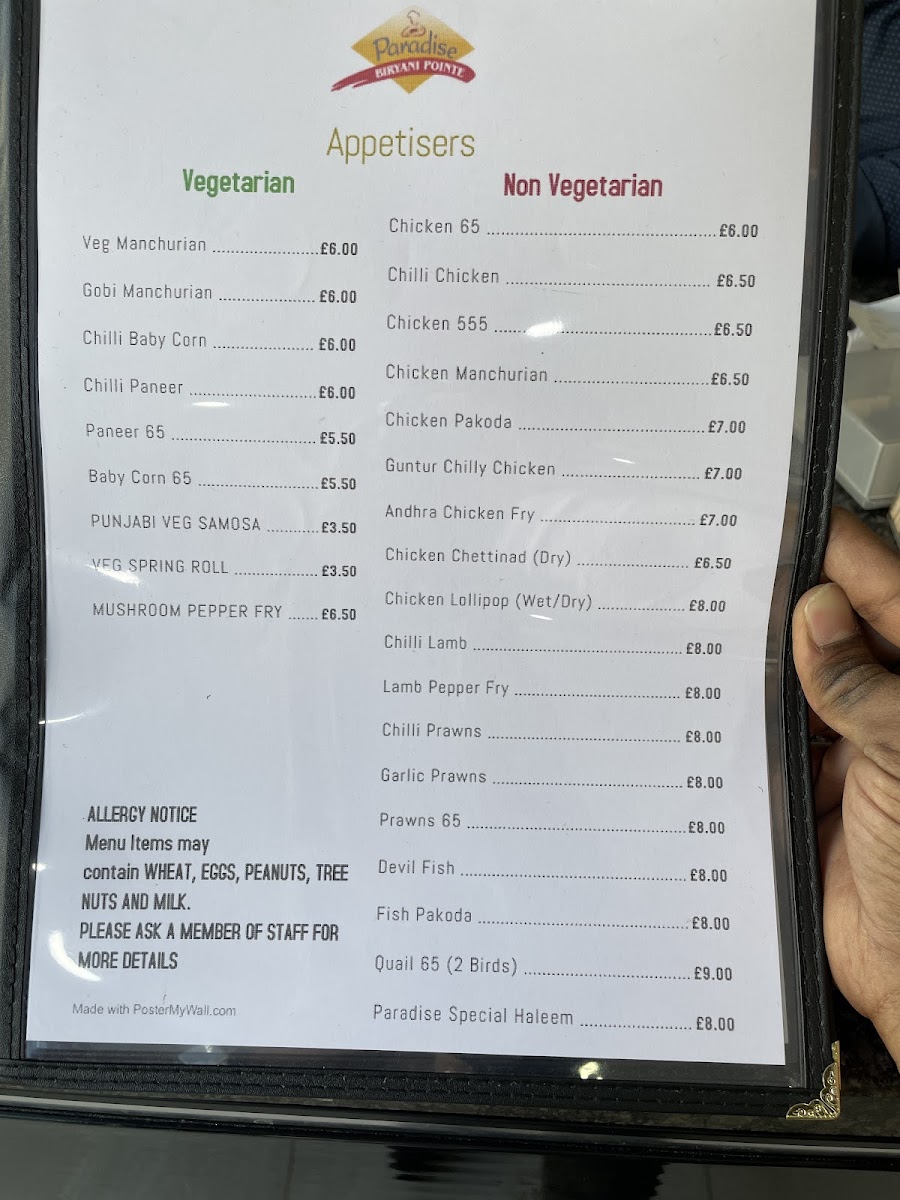 Paradise
BIRYANI POINTE
Appetisers
Vegetarian
Veg Manchurian ........................£6.00
Gobi Manchurian ......................£6.00
Chilli Baby Corn .......................£6.00
Chilli Paneer .............................£6.00
Paneer 65 .................................£5.50
Baby Corn 65 ...........................£5.50
PUNJABI VEG SAMOSA ...........£3.50
VEG SPRING ROLL ...................£3.50
MUSHROOM PEPPER FRY .......£6.50
Non Vegetarian
Chicken 65 ....................................................£6.00
Chilli Chicken ..............................................£6.50
Chicken 555 .................................................£6.50
Chicken Manchurian ...................................£6.50
Chicken Pakoda ...........................................£7.00
Guntur Chilly Chicken ................................£7.00
Andhra Chicken Fry ....................................£7.00
Chicken Chettinad (Dry) ..........................£6.50
Chicken Lollipop (Wet/Dry) .....................£8.00
Chilli Lamb ..................................................£8.00
Lamb Pepper Fry ........................................£8.00
Chilli Prawns ..............................................£8.00
Garlic Prawns .............................................£8.00
Prawns 65 ...................................................£8.00
Devil Fish ....................................................£8.00
Fish Pakoda .................................................£8.00
Quail 65 (2 Birds) ......................................£9.00
Paradise Special Haleem .........................£8.00
ALLERGY NOTICE
Menu Items may
contain WHEAT, EGGS, PEANUTS, TREE
NUTS AND MILK.
PLEASE ASK A MEMBER OF STAFF FOR
MORE DETAILS
Made with PosterMyWall.com